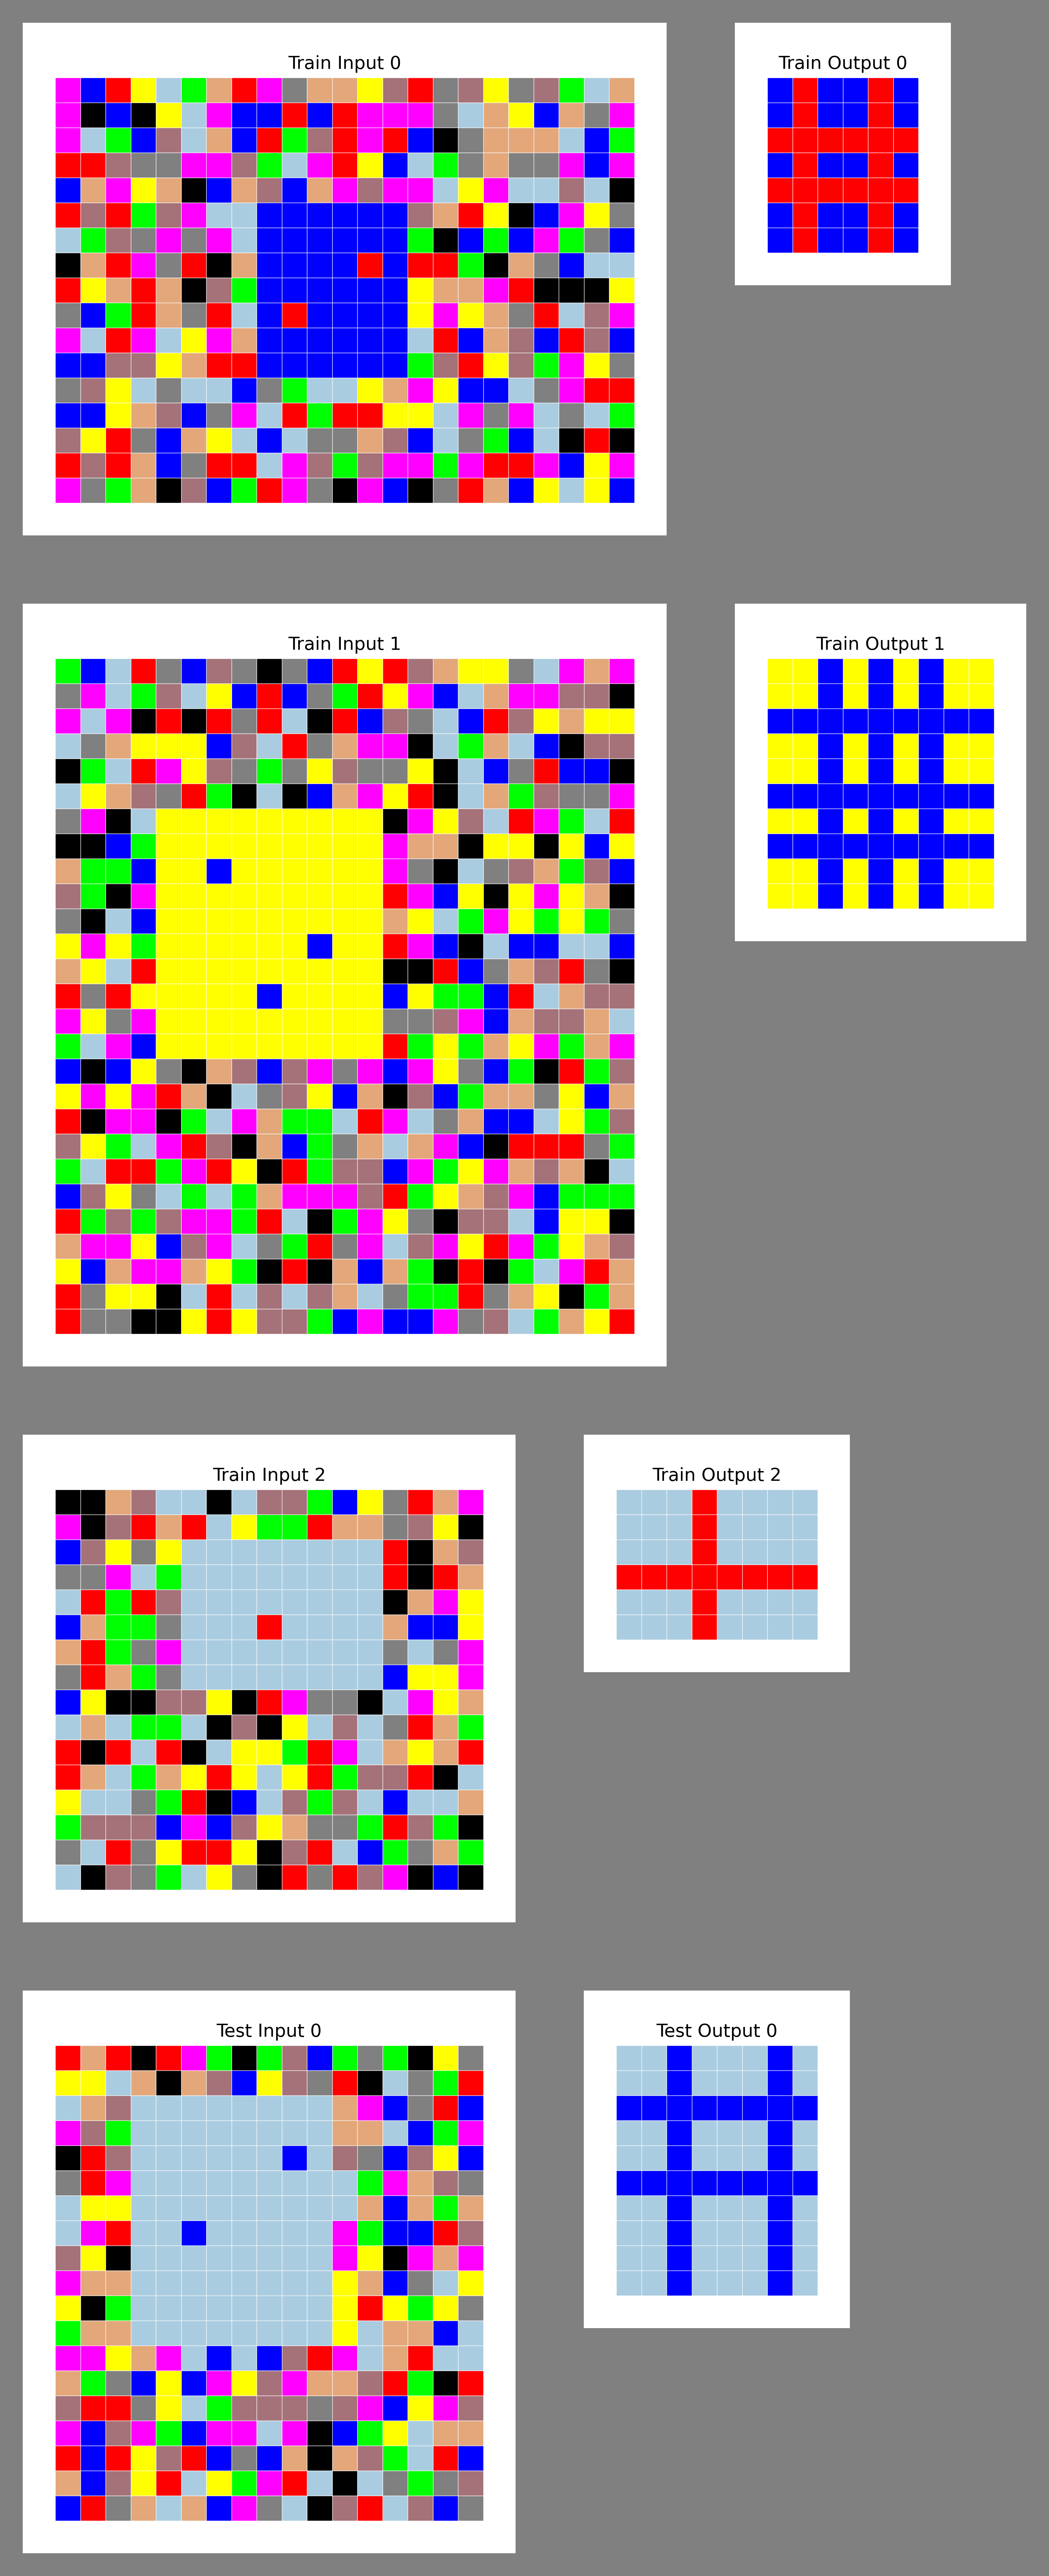 Train Input 0
Train Output 0
Train Input 1
Train Output 1
Train Input 2
Train Output 2
Test Input 0
Test Output 0